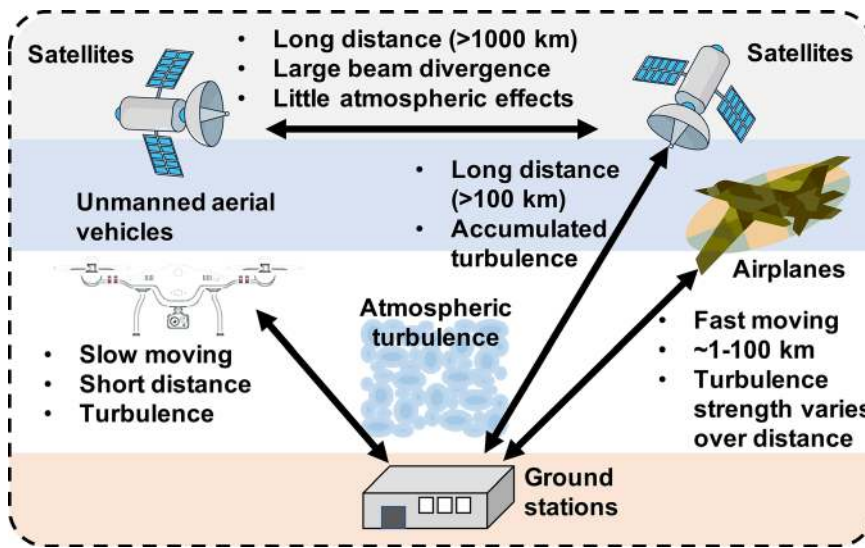 Satellites
• Long distance (>1000 km)
• Large beam divergence
• Little atmospheric effects
Satellites
Unmanned aerial
vehicles
• Long distance
(>100 km)
• Accumulated
turbulence
Airplanes
Atmospheric
turbulence
• Slow moving
• Short distance
• Turbulence
• Fast moving
• ~1-100 km
• Turbulence
strength varies
over distance
Ground
stations